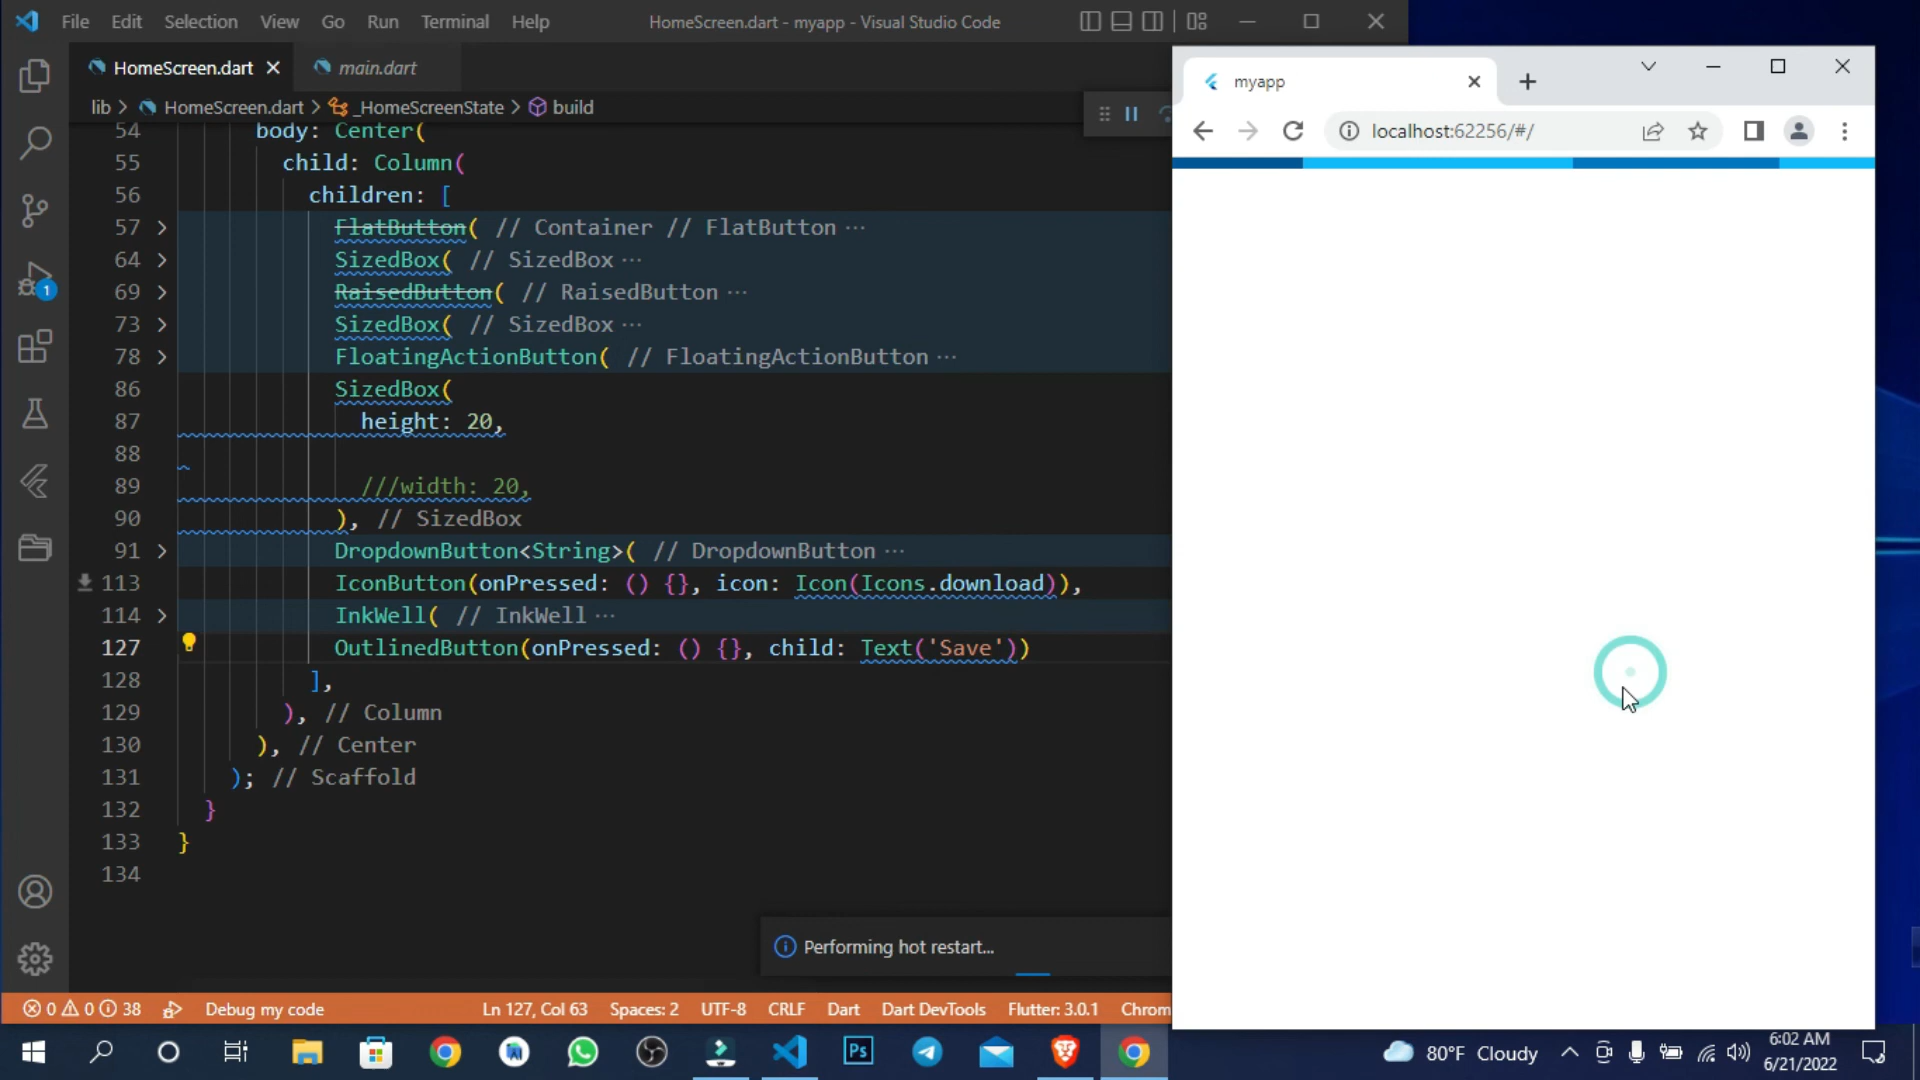 File Edit Selection View Go Run Terminal Help
HomeScreen.dart - myapp - Visual Studio Code
HomeScreen.dart
main.dart
lib > HomeScreen.dart > _HomeScreenState > build
54 body: Center(
55 child: Column(
56 children: [
57 FlatButton( // Container // FlatButton ···
64 SizedBox( // SizedBox ···
69 RaisedButton( // RaisedButton ···
73 SizedBox( // SizedBox ···
78 FloatingActionButton( // FloatingActionButton ···
86 SizedBox(
87 height: 20,
88
89 ///width: 20,
90 ), // SizedBox
91 DropdownButton<String>( // DropdownButton ···
113 IconButton(onPressed: () {}, icon: Icon(Icons.download)),
114 InkWell( // InkWell ···
127 OutlinedButton(onPressed: () {}, child: Text('Save'))
128 ],
129 ), // Column
130 ), // Center
131 ); // Scaffold
132 }
133 }
134
1
Performing hot restart...
0 0 38 Debug my code Ln 127, Col 63 Spaces: 2 UTF-8 CRLF Dart Dart DevTools Flutter: 3.0.1 Chrom
myapp
localhost:62256/#/
Ps
80°F Cloudy
6:02 AM
6/21/2022